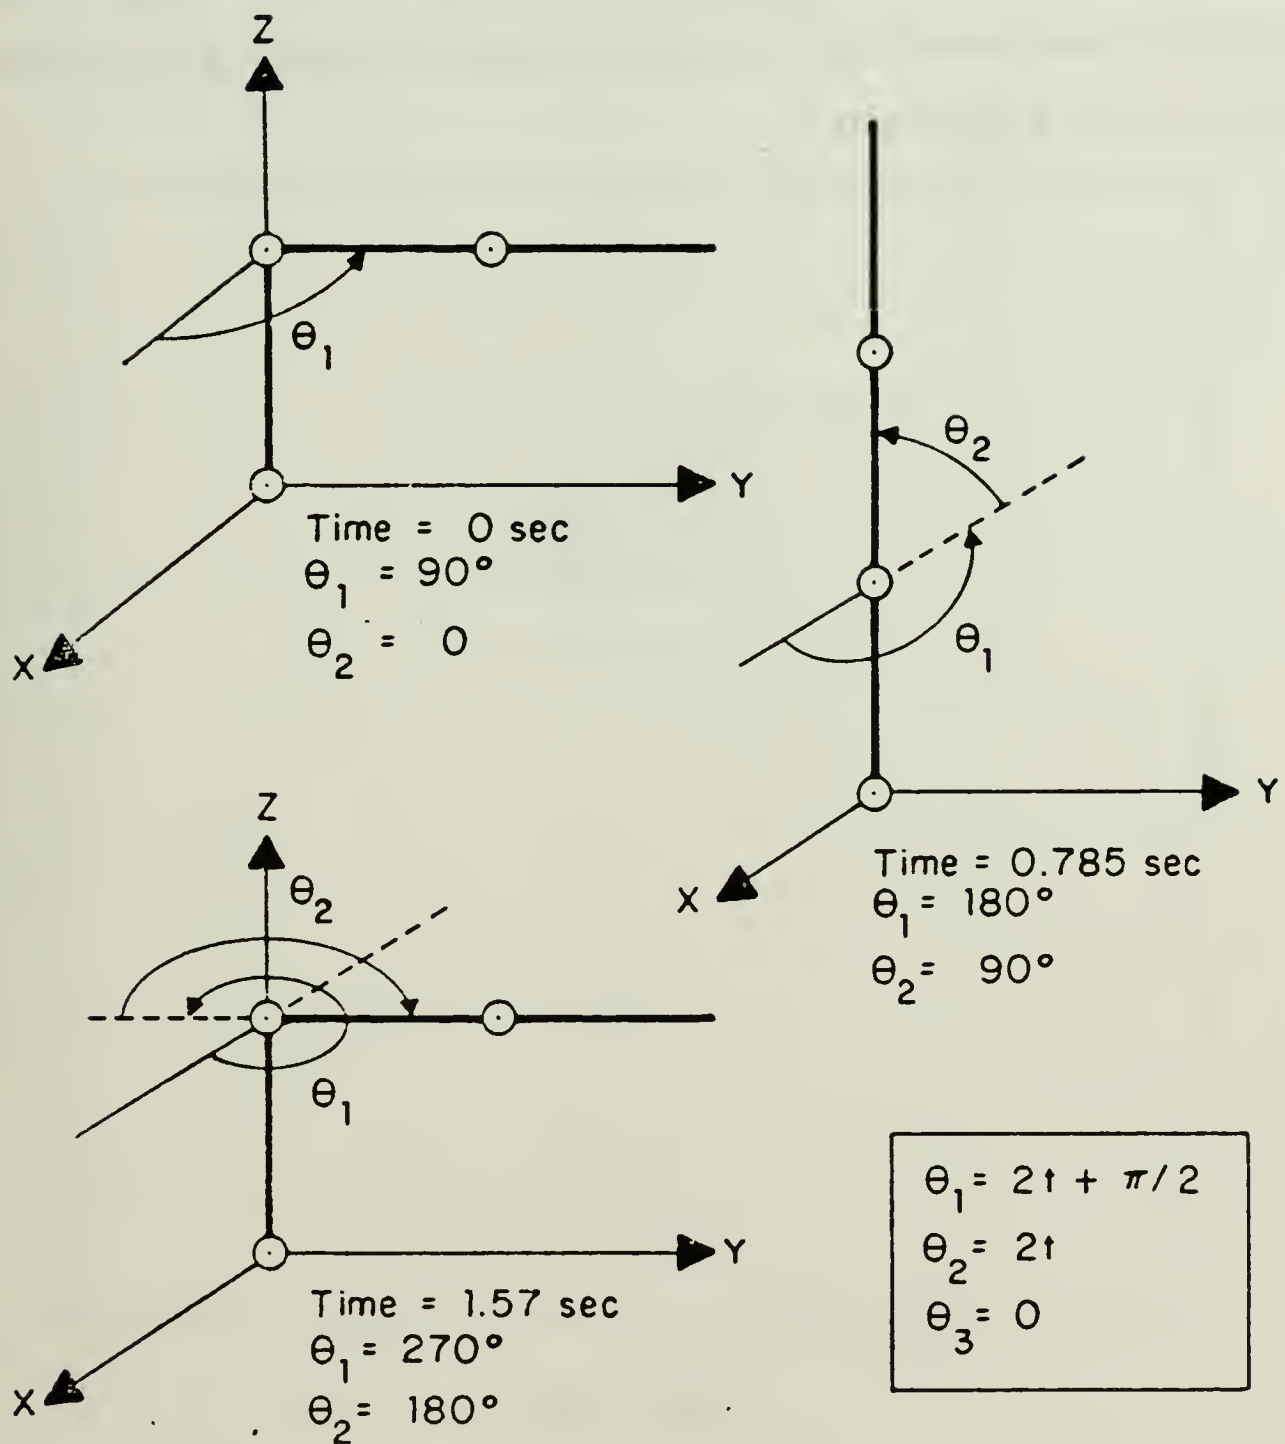 Z
θ1
Y
Time = 0 sec
θ1 = 90°
θ2 = 0
X
θ2
θ1
Y
Time = 0.785 sec
θ1 = 180°
θ2 = 90°
X
Z
θ2
θ1
Y
Time = 1.57 sec
θ1 = 270°
θ2 = 180°
X
θ1 = 2t + π/2
θ2 = 2t
θ3 = 0